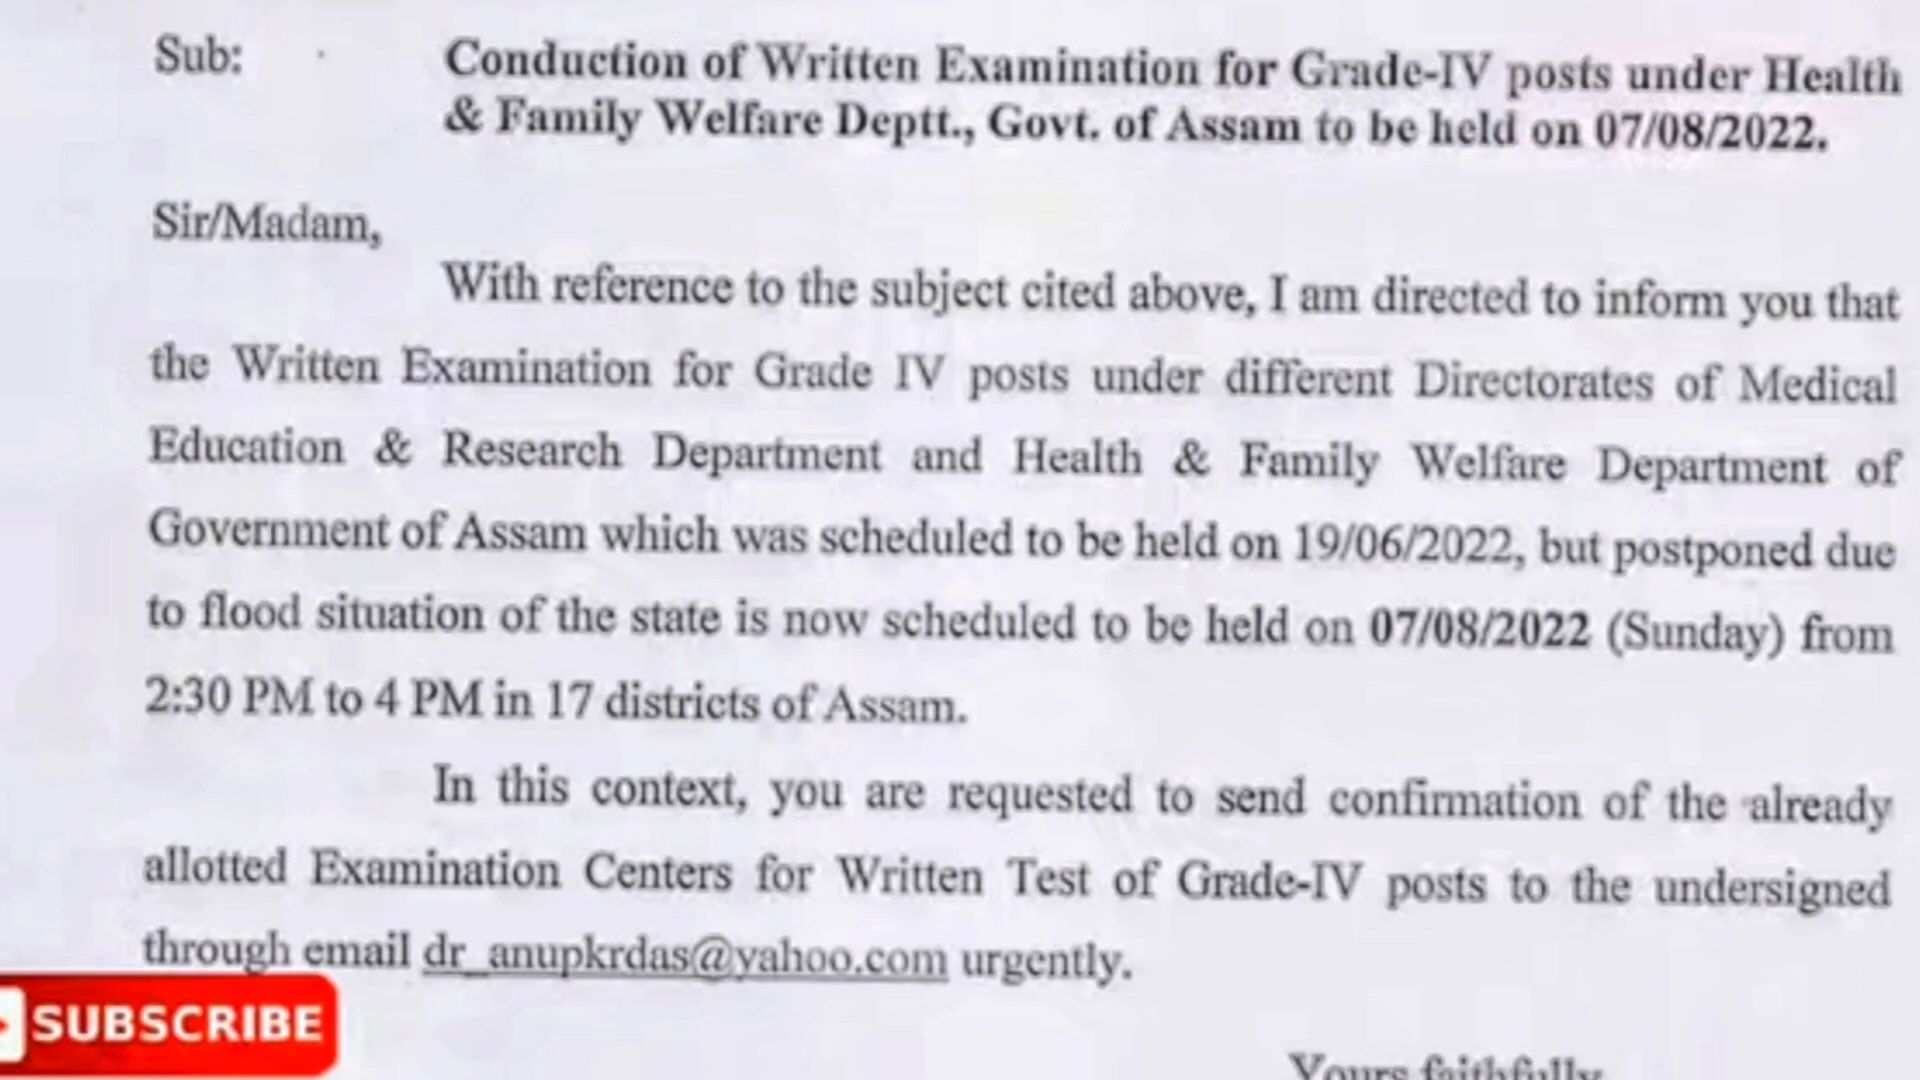 Sub: Conduction of Written Examination for Grade-IV posts under Health
& Family Welfare Deptt., Govt. of Assam to be held on 07/08/2022.
Sir/Madam,
With reference to the subject cited above, I am directed to inform you that
the Written Examination for Grade IV posts under different Directorates of Medical
Education & Research Department and Health & Family Welfare Department of
Government of Assam which was scheduled to be held on 19/06/2022, but postponed due
to flood situation of the state is now scheduled to be held on 07/08/2022 (Sunday) from
2:30 PM to 4 PM in 17 districts of Assam.
In this context, you are requested to send confirmation of the already
allotted Examination Centers for Written Test of Grade-IV posts to the undersigned
through email dr_anupkrdas@yahoo.com urgently.
SUBSCRIBE
Yours faithfully